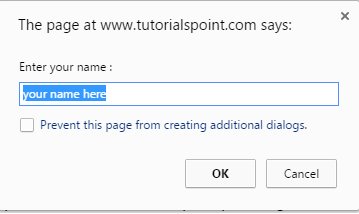 The page at www.tutorialspoint.com says:
Enter your name :
your name here
Prevent this page from creating additional dialogs.
OK Cancel